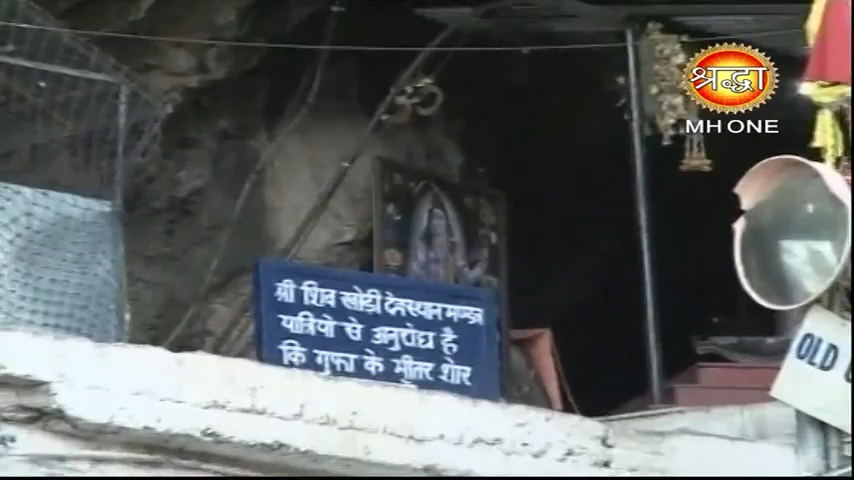 श्रद्धा
MH ONE
श्री शिव खोड़ी देवस्थान मण्डल
यात्रियो से अनुरोध है
कि गुफा के भीतर शोर
OLD